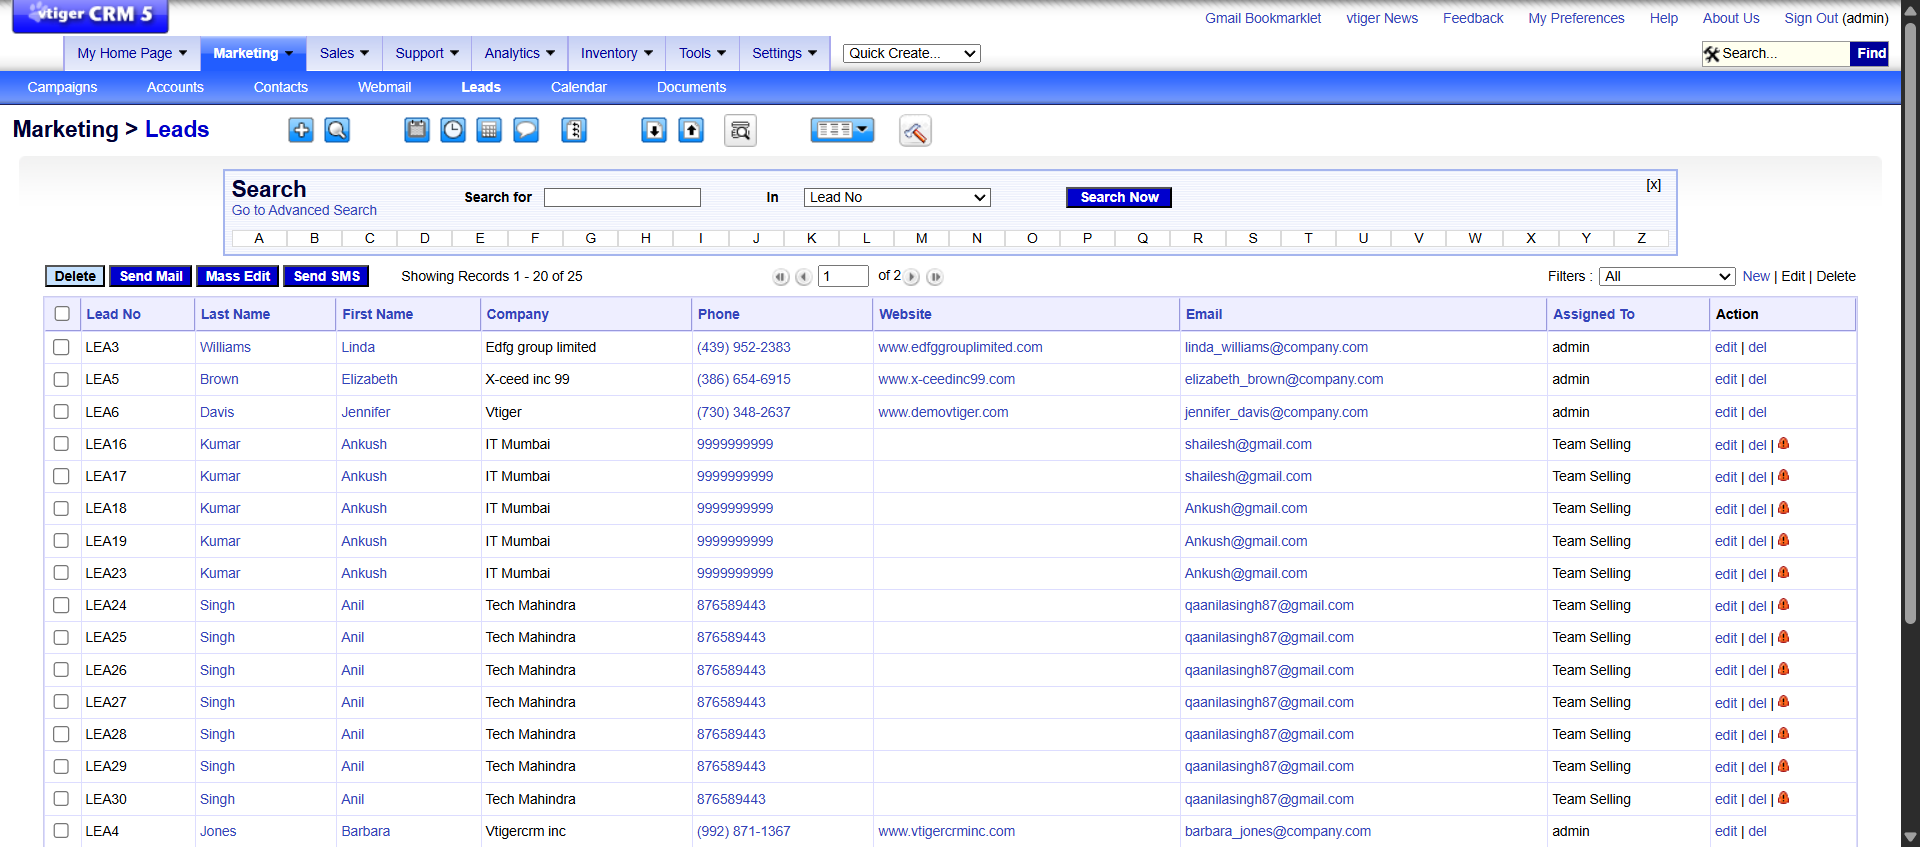 vtiger CRM 5
Gmail Bookmarklet vtiger News Feedback My Preferences Help About Us Sign Out (admin)
My Home Page Marketing Sales Support Analytics Inventory Tools Settings Quick Create... Search... Find
Campaigns Accounts Contacts Webmail Leads Calendar Documents
Marketing > Leads
Search Search for In Lead No Search Now [x]
Go to Advanced Search
A B C D E F G H I J K L M N O P Q R S T U V W X Y Z
Delete Send Mail Mass Edit Send SMS Showing Records 1 - 20 of 25 1 of 2 Filters : All New | Edit | Delete
Lead No Last Name First Name Company Phone Website Email Assigned To Action
LEA3 Williams Linda Edfg group limited (439) 952-2383 www.edfggrouplimited.com linda_williams@company.com admin edit | del
LEA5 Brown Elizabeth X-ceed inc 99 (386) 654-6915 www.x-ceedinc99.com elizabeth_brown@company.com admin edit | del
LEA6 Davis Jennifer Vtiger (730) 348-2637 www.demovtiger.com jennifer_davis@company.com admin edit | del
LEA16 Kumar Ankush IT Mumbai 9999999999 shailesh@gmail.com Team Selling edit | del |
LEA17 Kumar Ankush IT Mumbai 9999999999 shailesh@gmail.com Team Selling edit | del |
LEA18 Kumar Ankush IT Mumbai 9999999999 Ankush@gmail.com Team Selling edit | del |
LEA19 Kumar Ankush IT Mumbai 9999999999 Ankush@gmail.com Team Selling edit | del |
LEA23 Kumar Ankush IT Mumbai 9999999999 Ankush@gmail.com Team Selling edit | del |
LEA24 Singh Anil Tech Mahindra 876589443 qaanilasingh87@gmail.com Team Selling edit | del |
LEA25 Singh Anil Tech Mahindra 876589443 qaanilasingh87@gmail.com Team Selling edit | del |
LEA26 Singh Anil Tech Mahindra 876589443 qaanilasingh87@gmail.com Team Selling edit | del |
LEA27 Singh Anil Tech Mahindra 876589443 qaanilasingh87@gmail.com Team Selling edit | del |
LEA28 Singh Anil Tech Mahindra 876589443 qaanilasingh87@gmail.com Team Selling edit | del |
LEA29 Singh Anil Tech Mahindra 876589443 qaanilasingh87@gmail.com Team Selling edit | del |
LEA30 Singh Anil Tech Mahindra 876589443 qaanilasingh87@gmail.com Team Selling edit | del |
LEA4 Jones Barbara Vtigercrm inc (992) 871-1367 www.vtigercrminc.com barbara_jones@company.com admin edit | del